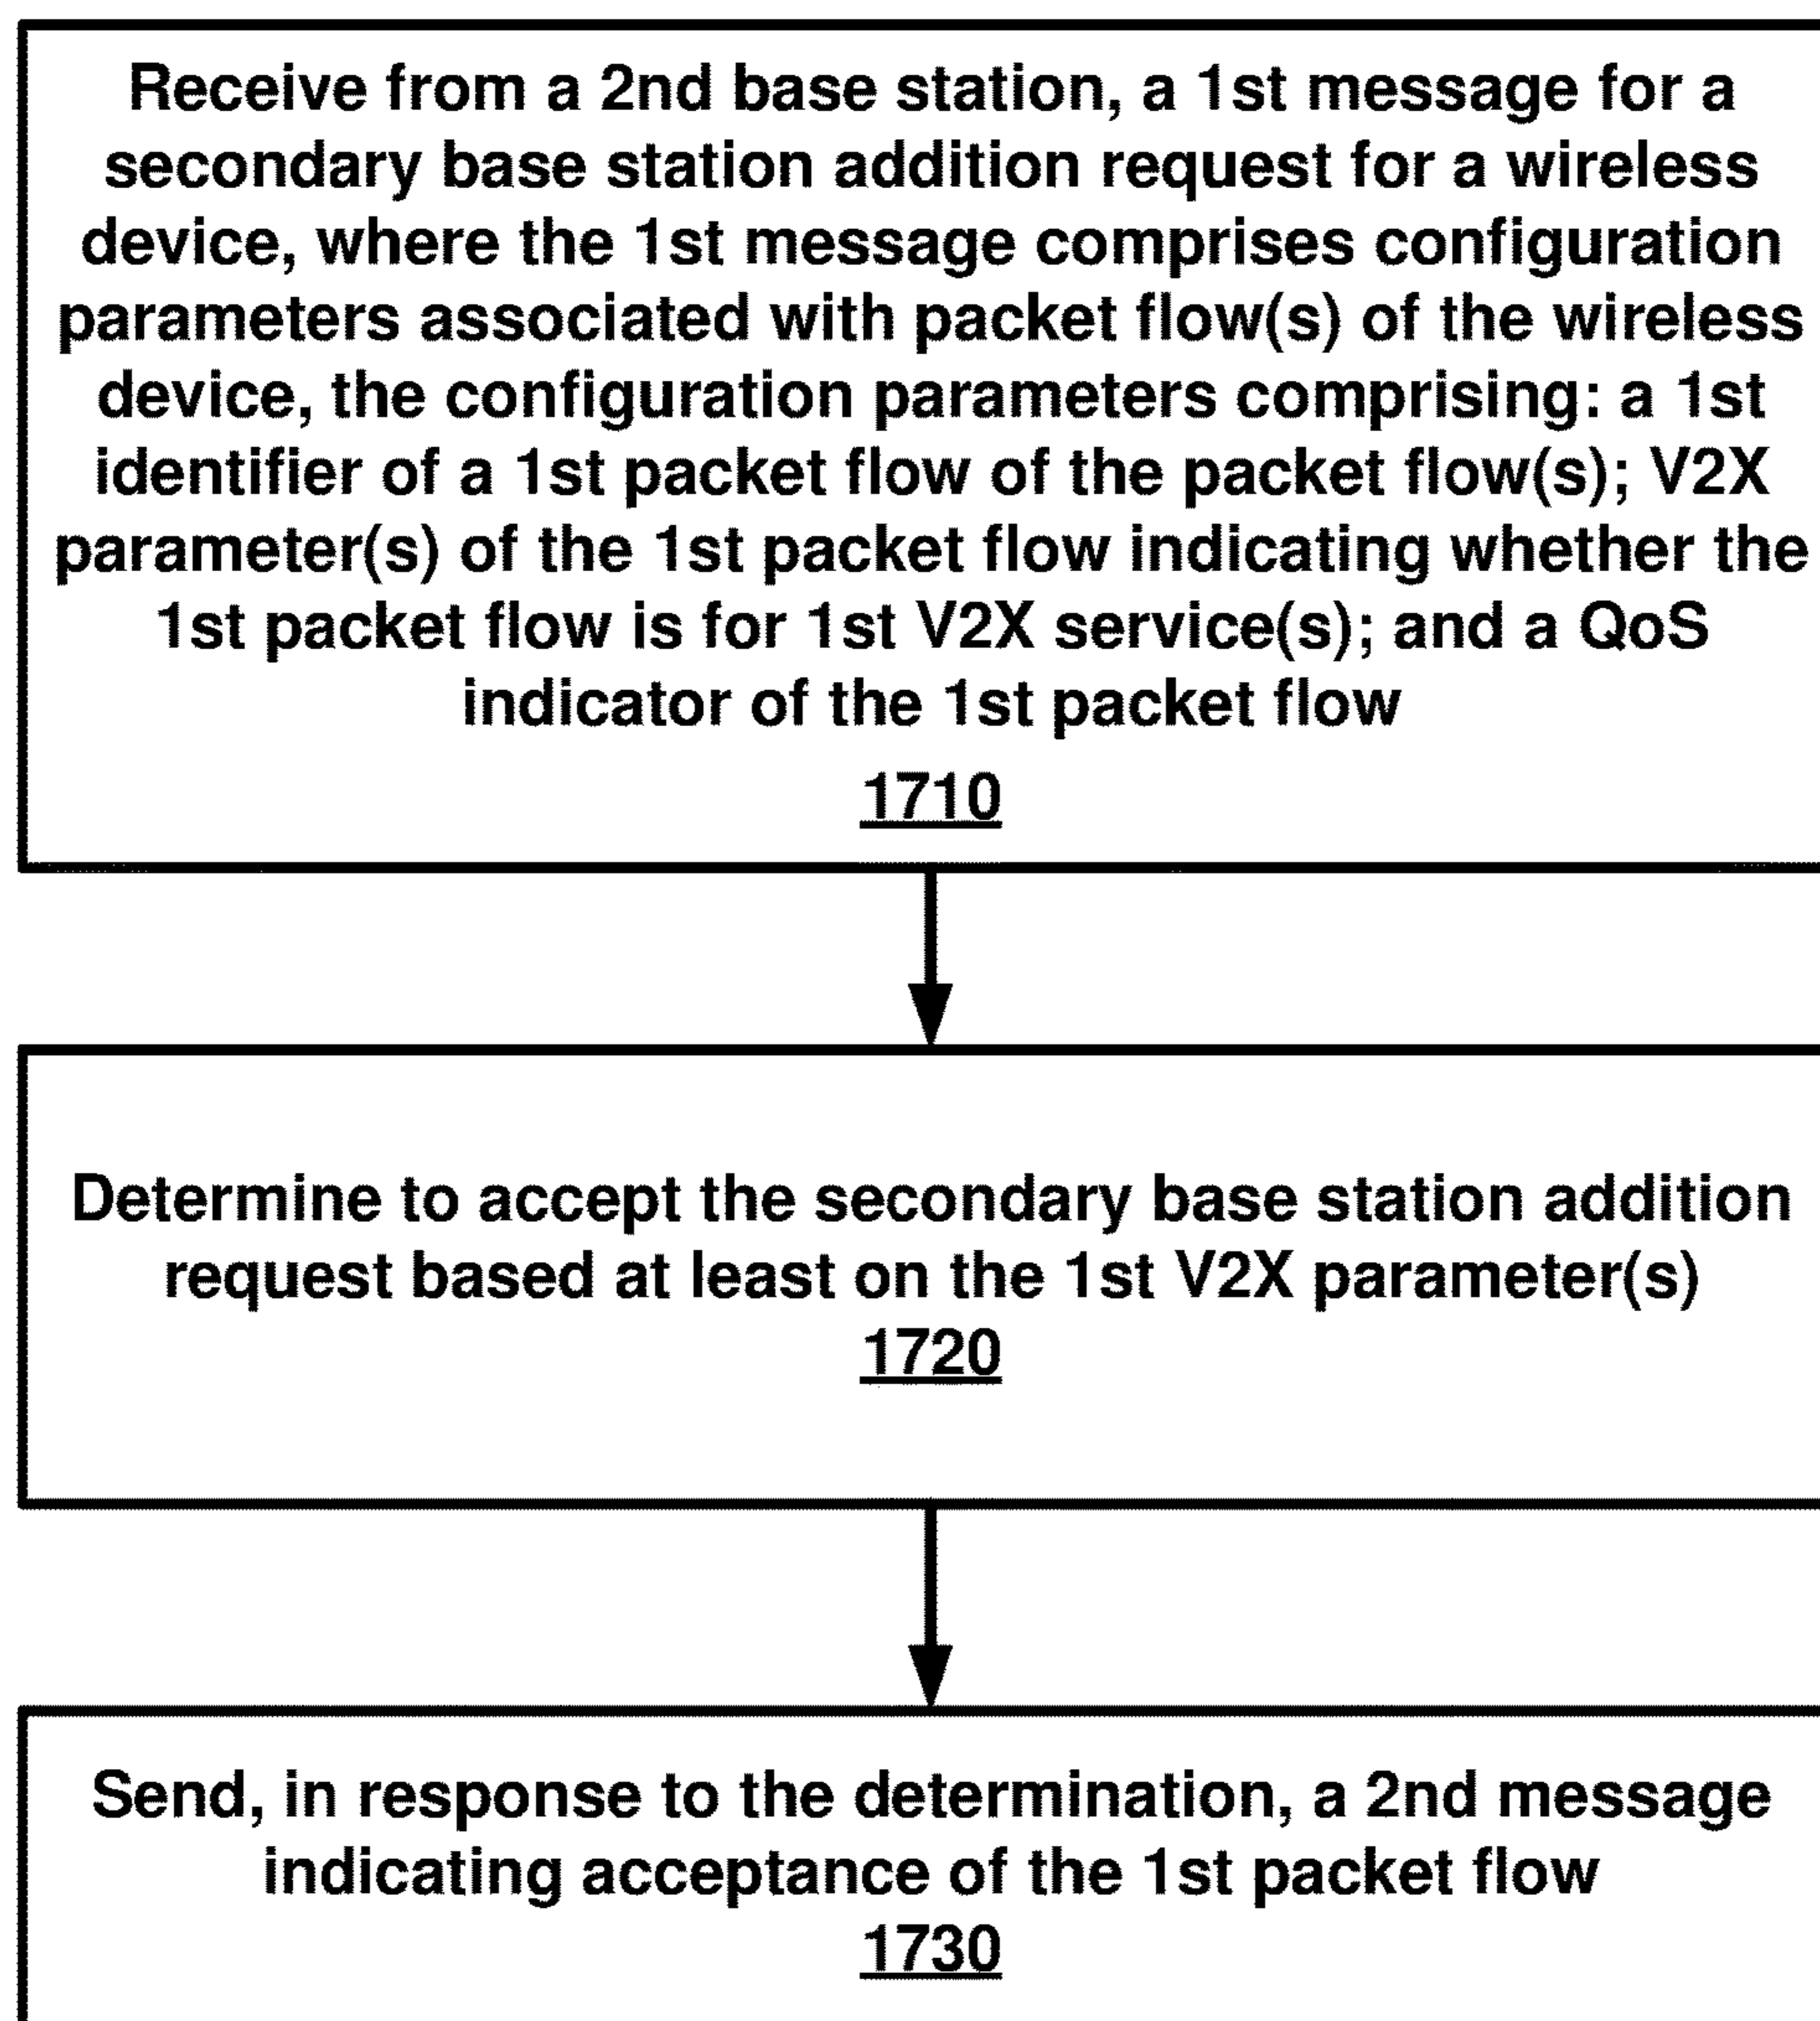 Receive from a 2nd base station, a 1st message for a
secondary base station addition request for a wireless
device, where the 1st message comprises configuration
parameters associated with packet flow(s) of the wireless
device, the configuration parameters comprising: a 1st
identifier of a 1st packet flow of the packet flow(s); V2X
parameter(s) of the 1st packet flow indicating whether the
1st packet flow is for 1st V2X service(s); and a QoS
indicator of the 1st packet flow
1710
Determine to accept the secondary base station addition
request based at least on the 1st V2X parameter(s)
1720
Send, in response to the determination, a 2nd message
indicating acceptance of the 1st packet flow
1730